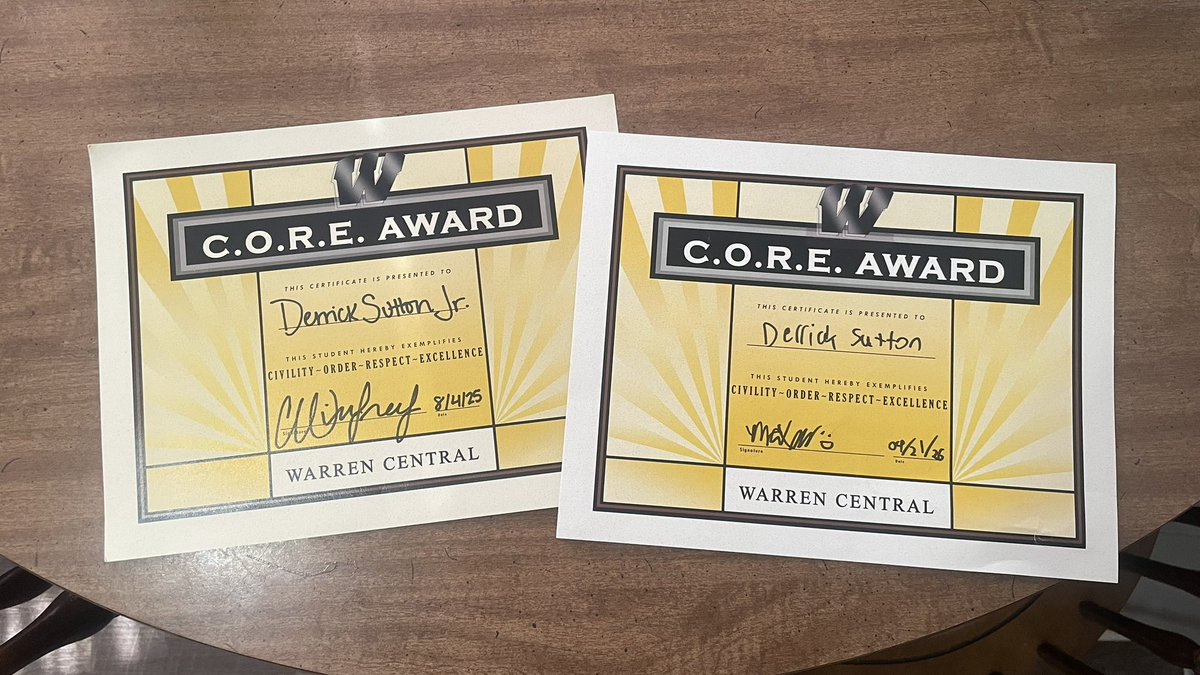 W
C.O.R.E. AWARD
THIS CERTIFICATE IS PRESENTED TO
Derrick Sutton Jr.
THIS STUDENT HEREBY EXEMPLIFIES
CIVILITY~ORDER~RESPECT~EXCELLENCE
8/4/25
Date
WARREN CENTRAL
W
C.O.R.E. AWARD
THIS CERTIFICATE IS PRESENTED TO
Derrick Sutton
THIS STUDENT HEREBY EXEMPLIFIES
CIVILITY~ORDER~RESPECT~EXCELLENCE
Signature
Date
WARREN CENTRAL